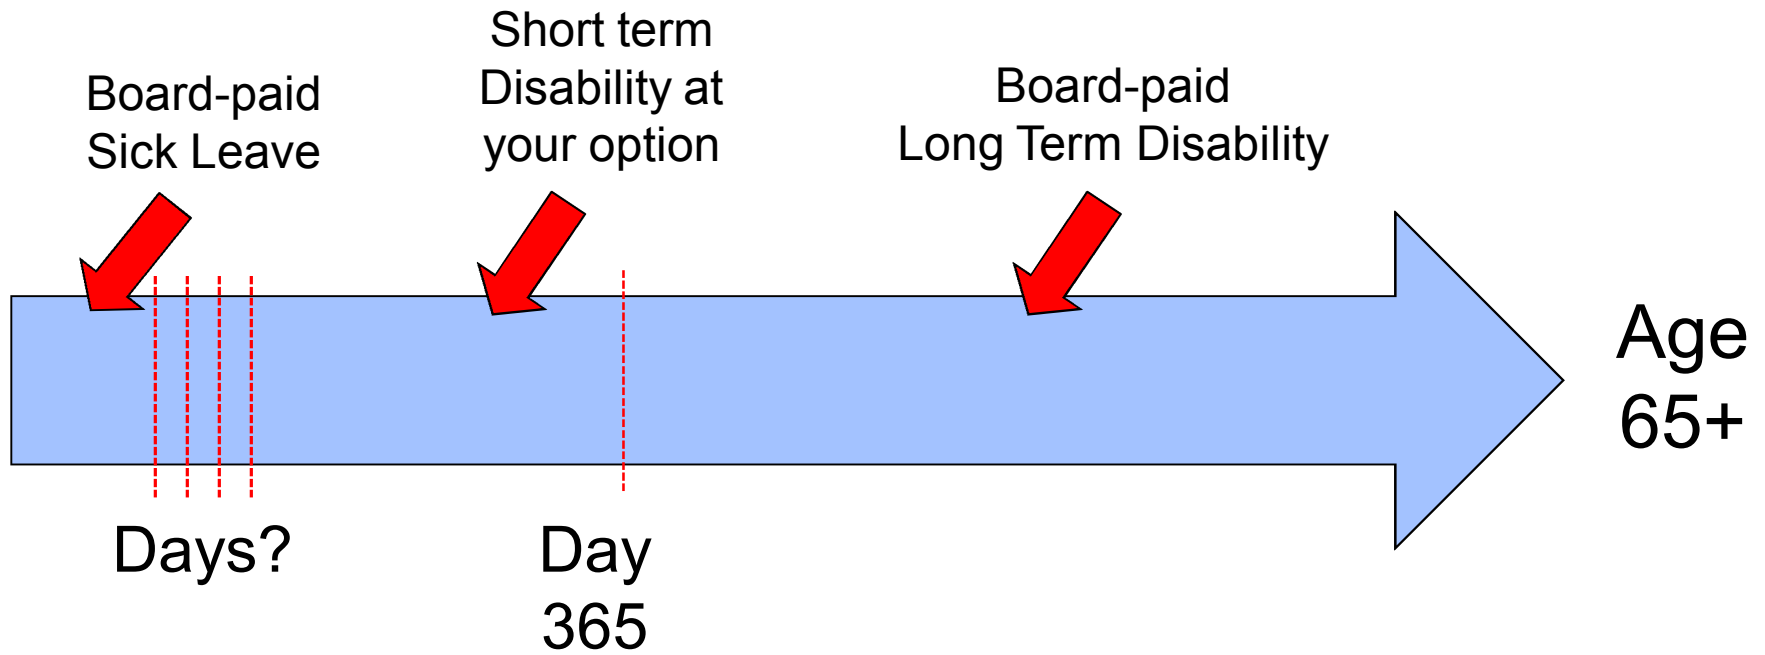 Board-paid
Sick Leave
Short term
Disability at
your option
Board-paid
Long Term Disability
Age
65+
Days?
Day
365